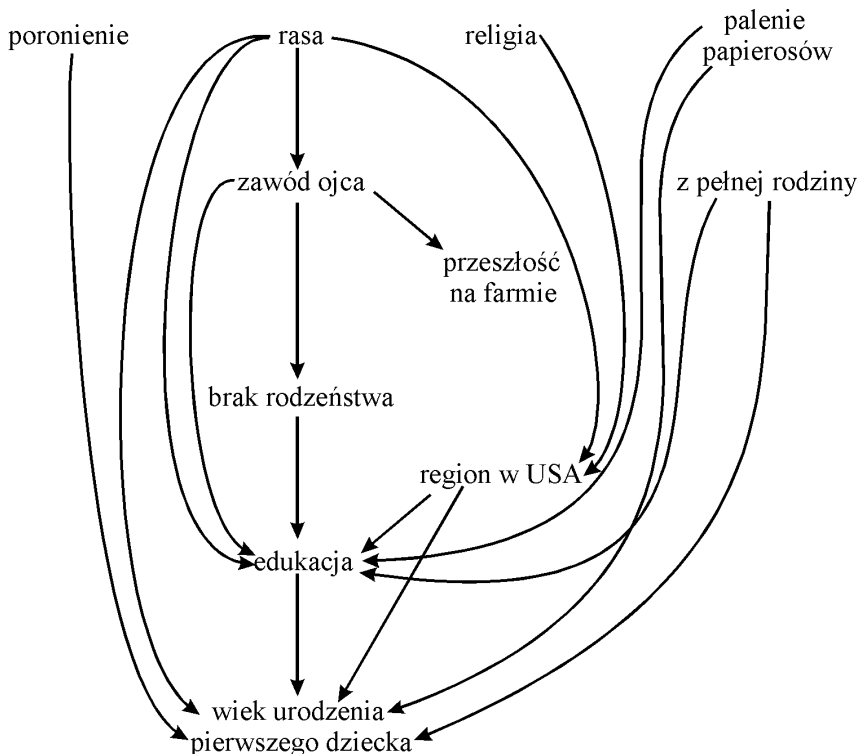 poronienie
rasa
religia
palenie
papierosów
zawód ojca
z pełnej rodziny
przeszłość
na farmie
brak rodzeństwa
region w USA
edukacja
wiek urodzenia
pierwszego dziecka